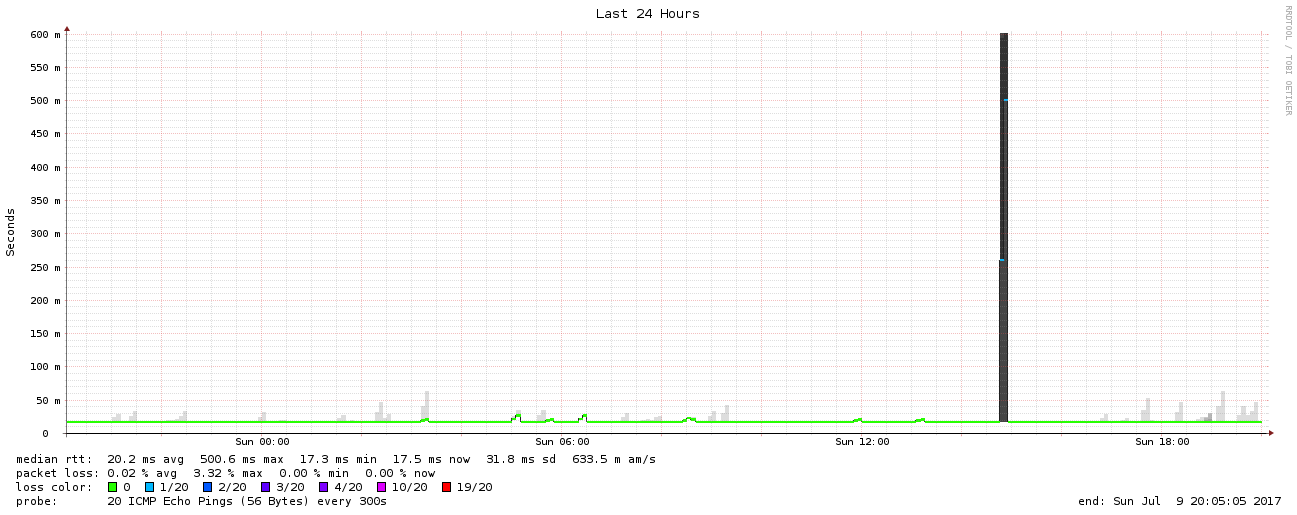 Last 24 Hours
RRDTOOL / TOBI OETIKER
Seconds
600 m
550 m
500 m
450 m
400 m
350 m
300 m
250 m
200 m
150 m
100 m
50 m
0
Sun 00:00 Sun 06:00 Sun 12:00 Sun 18:00
median rtt: 20.2 ms avg 500.6 ms max 17.3 ms min 17.5 ms now 31.8 ms sd 633.5 m am/s
packet loss: 0.02 % avg 3.32 % max 0.00 % min 0.00 % now
loss color: 0 1/20 2/20 3/20 4/20 10/20 19/20
probe: 20 ICMP Echo Pings (56 Bytes) every 300s end: Sun Jul 9 20:05:05 2017